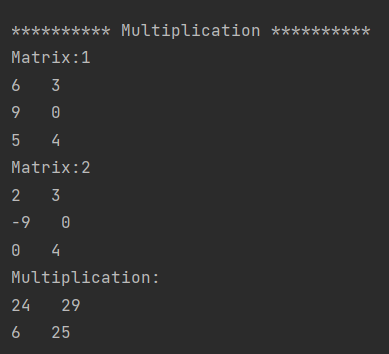 ********** Multiplication **********
Matrix:1
6   3
9   0
5   4
Matrix:2
2   3
-9   0
0   4
Multiplication:
24   29
6   25